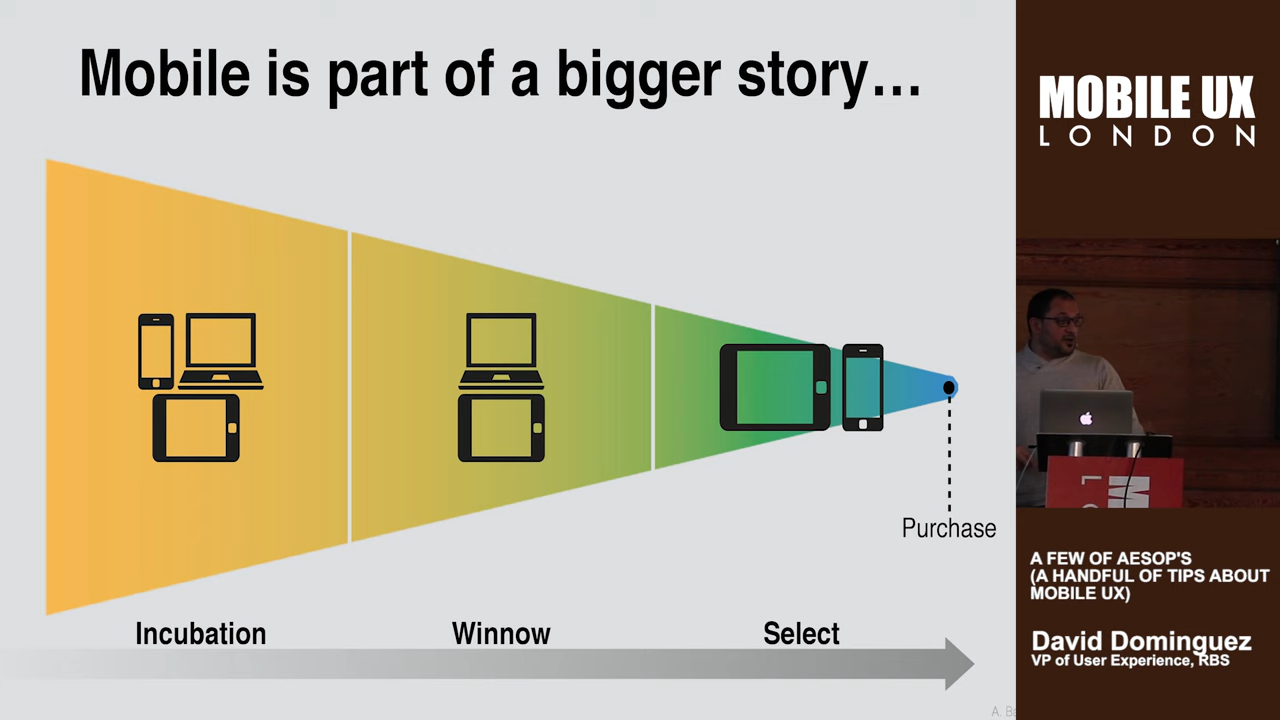 Mobile is part of a bigger story…
Purchase
Incubation
Winnow
Select
MOBILE UX
LONDON
A FEW OF AESOP'S
(A HANDFUL OF TIPS ABOUT
MOBILE UX)
David Dominguez
VP of User Experience, RBS
A.